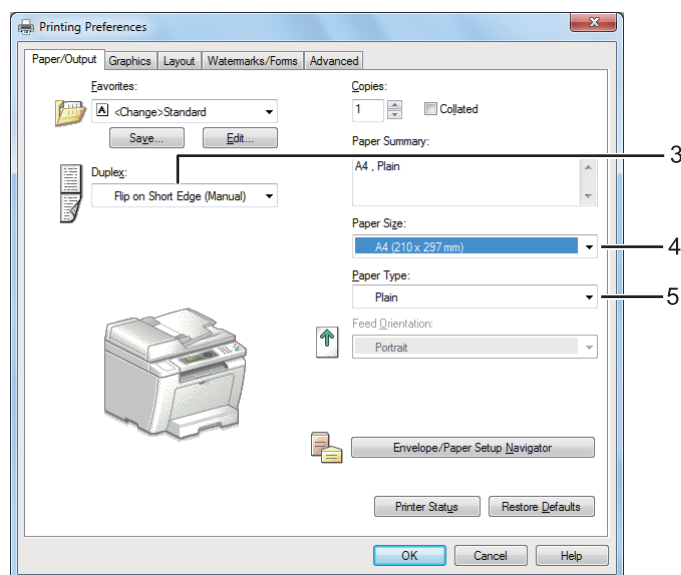 Printing Preferences
Paper/Output Graphics Layout Watermarks/Forms Advanced
Favorites:
A <Change>Standard
Save... Edit...
Duplex:
Flip on Short Edge (Manual)
Copies:
1 Collated
Paper Summary:
A4 , Plain
3
Paper Size:
A4 (210 x 297 mm)
4
Paper Type:
Plain
5
Feed Orientation:
Portrait
Envelope/Paper Setup Navigator
Printer Status Restore Defaults
OK Cancel Help